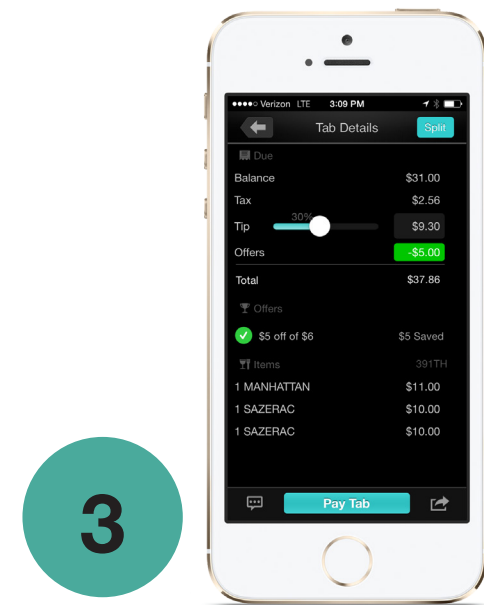 Verizon LTE 3:09 PM
Tab Details Split
Due
Balance $31.00
Tax $2.56
30%
Tip $9.30
Offers -$5.00
Total $37.86
Offers
$5 off of $6 $5 Saved
Items 391TH
1 MANHATTAN $11.00
1 SAZERAC $10.00
1 SAZERAC $10.00
Pay Tab
3